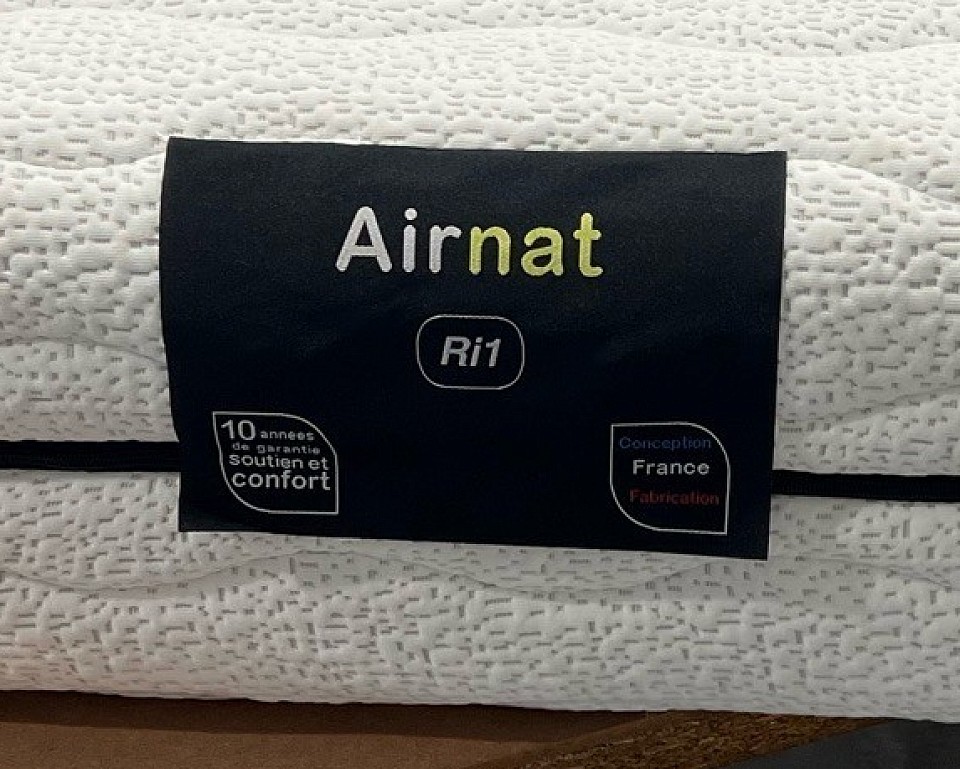 Airnat
Ri1
10 années
de garantie
soutien et
confort
Conception
France
Fabrication